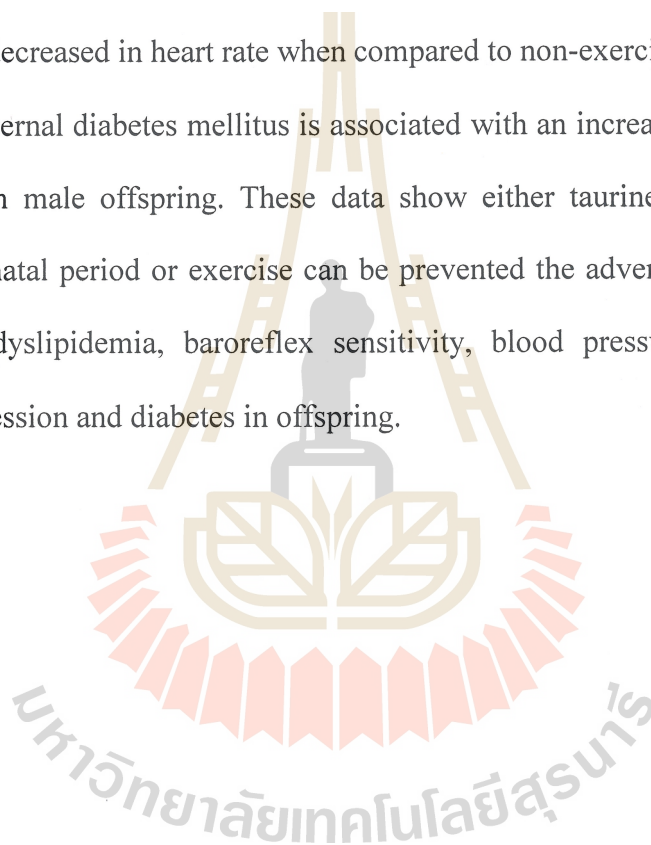 ecreased in heart rate when compared to non-exerci
ernal diabetes mellitus is associated with an increa
male offspring. These data show either taurine
natal period or exercise can be prevented the adver
dyslipidemia, baroreflex sensitivity, blood press
ession and diabetes in offspring.
มหาวิทยาลัยเทคโนโลยีสุรนารี